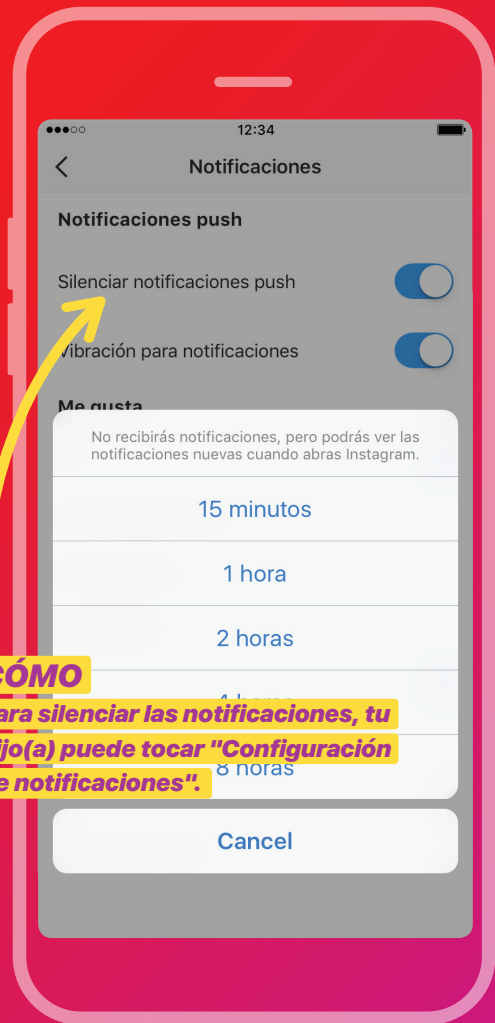 12:34
Notificaciones
Notificaciones push
Silenciar notificaciones push
Vibración para notificaciones
Me gusta
No recibirás notificaciones, pero podrás ver las
notificaciones nuevas cuando abras Instagram.
15 minutos
1 hora
2 horas
8 horas
Cancel
CÓMO
ara silenciar las notificaciones, tu
ijo(a) puede tocar "Configuración
e notificaciones".